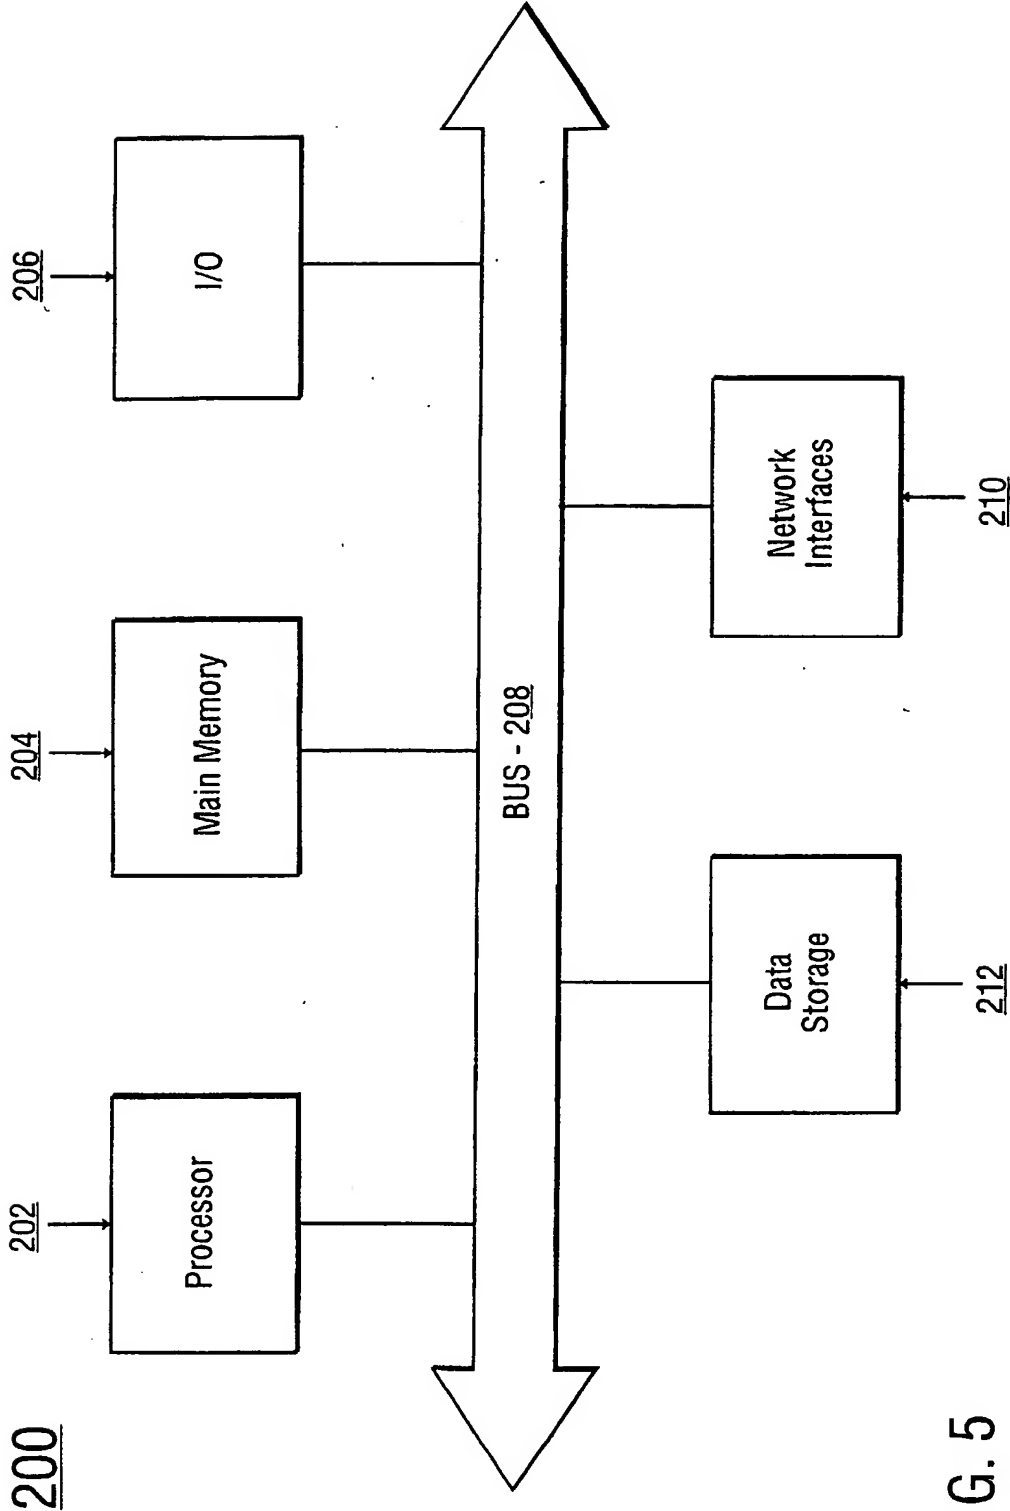 200
202
204
206
Processor
Main Memory
I/O
BUS - 208
Data
Storage
Network
Interfaces
212
210
G. 5